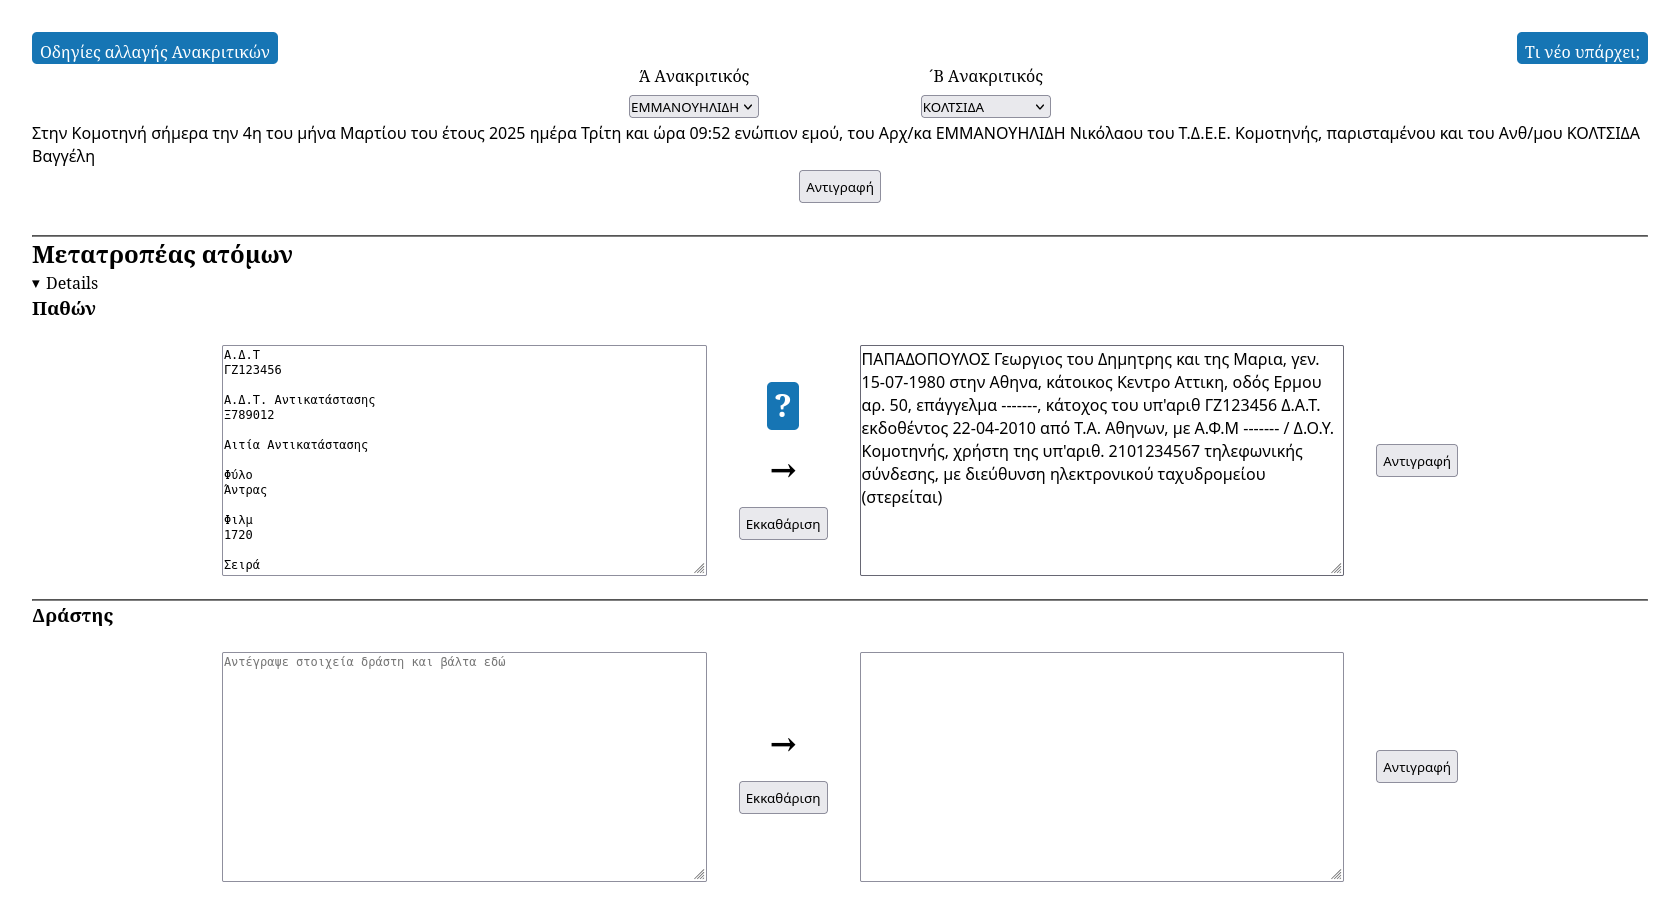 Οδηγίες αλλαγής Ανακριτικών
Τι νέο υπάρχει;
Ά Ανακριτικός
΄Β Ανακριτικός
ΕΜΜΑΝΟΥΗΛΙΔΗ
ΚΟΛΤΣΙΔΑ
Στην Κομοτηνή σήμερα την 4η του μήνα Μαρτίου του έτους 2025 ημέρα Τρίτη και ώρα 09:52 ενώπιον εμού, του Αρχ/κα ΕΜΜΑΝΟΥΗΛΙΔΗ Νικόλαου του Τ.Δ.Ε.Ε. Κομοτηνής, παρισταμένου και του Ανθ/μου ΚΟΛΤΣΙΔΑ
Βαγγέλη
Αντιγραφή
Μετατροπέας ατόμων
▾ Details
Παθών
Α.Δ.Τ
ΓΖ123456
Α.Δ.Τ. Αντικατάστασης
Ξ789012
Αιτία Αντικατάστασης
Φύλο
Άντρας
Φιλμ
1720
Σειρά
?
→
Εκκαθάριση
ΠΑΠΑΔΟΠΟΥΛΟΣ Γεωργιος του Δημητρης και της Μαρια, γεν.
15-07-1980 στην Αθηνα, κάτοικος Κεντρο Αττικη, οδός Ερμου
αρ. 50, επάγγελμα -------, κάτοχος του υπ'αριθ ΓΖ123456 Δ.Α.Τ.
εκδοθέντος 22-04-2010 από Τ.Α. Αθηνων, με Α.Φ.Μ ------- / Δ.Ο.Υ.
Κομοτηνής, χρήστη της υπ'αριθ. 2101234567 τηλεφωνικής
σύνδεσης, με διεύθυνση ηλεκτρονικού ταχυδρομείου
(στερείται)
Αντιγραφή
Δράστης
Αντέγραψε στοιχεία δράστη και βάλτα εδώ
→
Εκκαθάριση
Αντιγραφή